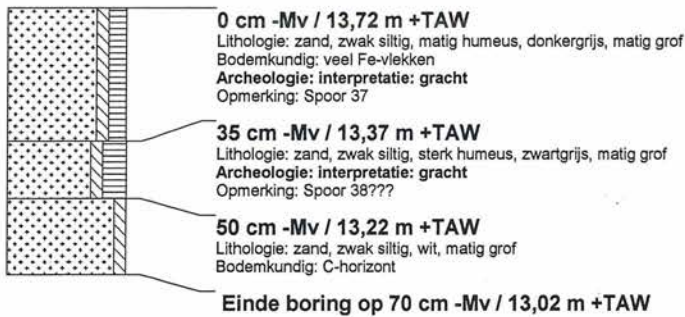 0 cm -Mv / 13,72 m +TAW
Lithologie: zand, zwak siltig, matig humeus, donkergrijs, matig grof
Bodemkundig: veel Fe-vlekken
Archeologie: interpretatie: gracht
Opmerking: Spoor 37
35 cm -Mv / 13,37 m +TAW
Lithologie: zand, zwak siltig, sterk humeus, zwartgrijs, matig grof
Archeologie: interpretatie: gracht
Opmerking: Spoor 38???
50 cm -Mv / 13,22 m +TAW
Lithologie: zand, zwak siltig, wit, matig grof
Bodemkundig: C-horizont
Einde boring op 70 cm -Mv / 13,02 m +TAW